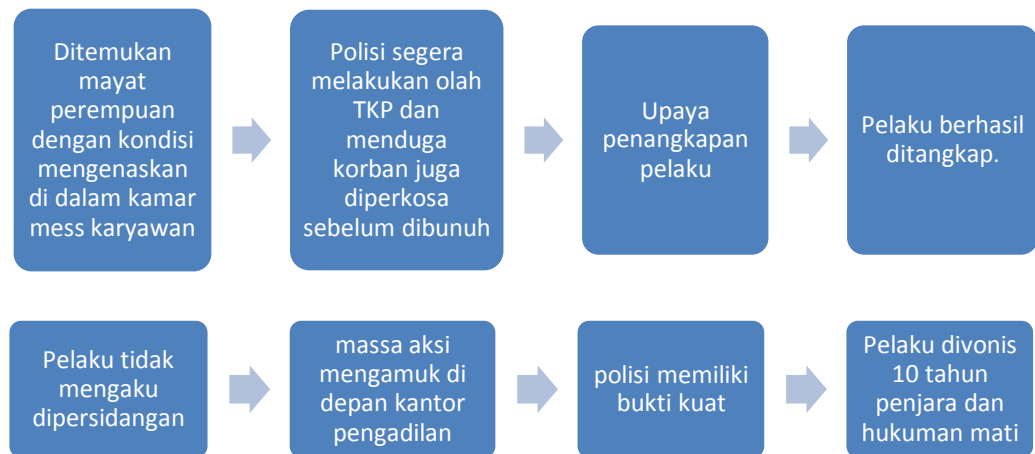 Ditemukan
mayat
perempuan
dengan kondisi
mengenaskan
di dalam kamar
mess karyawan
Polisi segera
melakukan olah
TKP dan
menduga
korban juga
diperkosa
sebelum dibunuh
Upaya
penangkapan
pelaku
Pelaku berhasil
ditangkap.
Pelaku tidak
mengaku
dipersidangan
massa aksi
mengamuk di
depan kantor
pengadilan
polisi memiliki
bukti kuat
Pelaku divonis
10 tahun
penjara dan
hukuman mati